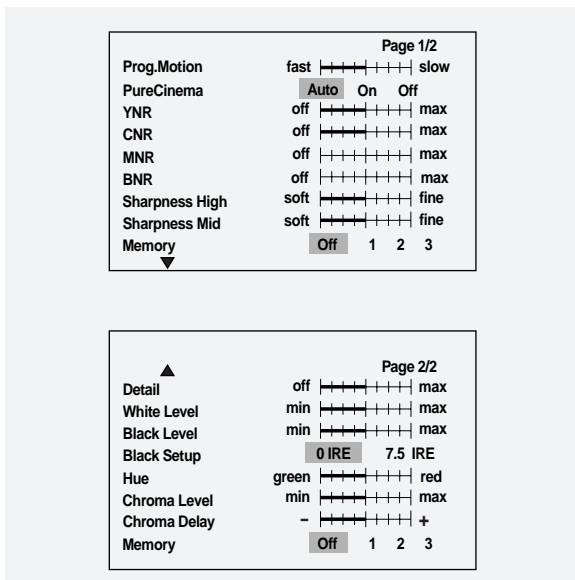 Page 1/2
Prog.Motion fast slow
PureCinema Auto On Off
YNR off max
CNR off max
MNR off max
BNR off max
Sharpness High soft fine
Sharpness Mid soft fine
Memory Off 1 2 3
Page 2/2
Detail off max
White Level min max
Black Level min max
Black Setup 0 IRE 7.5 IRE
Hue green red
Chroma Level min max
Chroma Delay – +
Memory Off 1 2 3